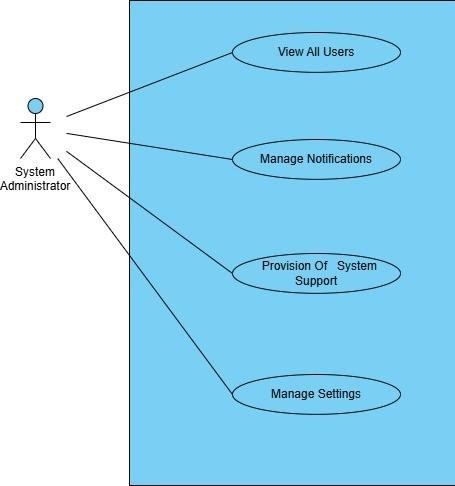 View All Users
Manage Notifications
System
Administrator
Provision Of   System
Support
Manage Settings